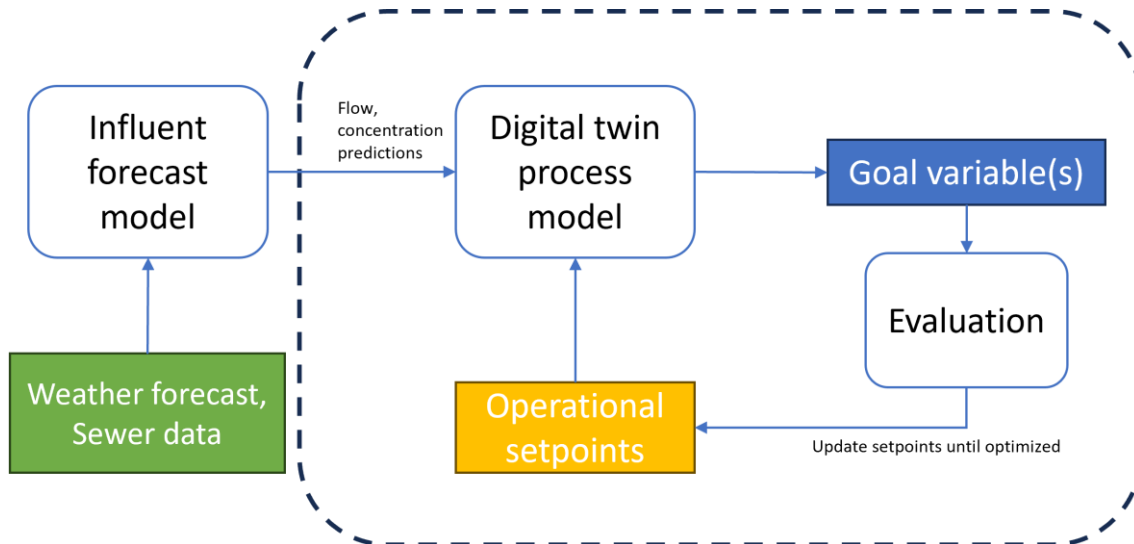 Influent
forecast
model
Flow,
concentration
predictions
Digital twin
process
model
Goal variable(s)
Evaluation
Weather forecast,
Sewer data
Operational
setpoints
Update setpoints until optimized